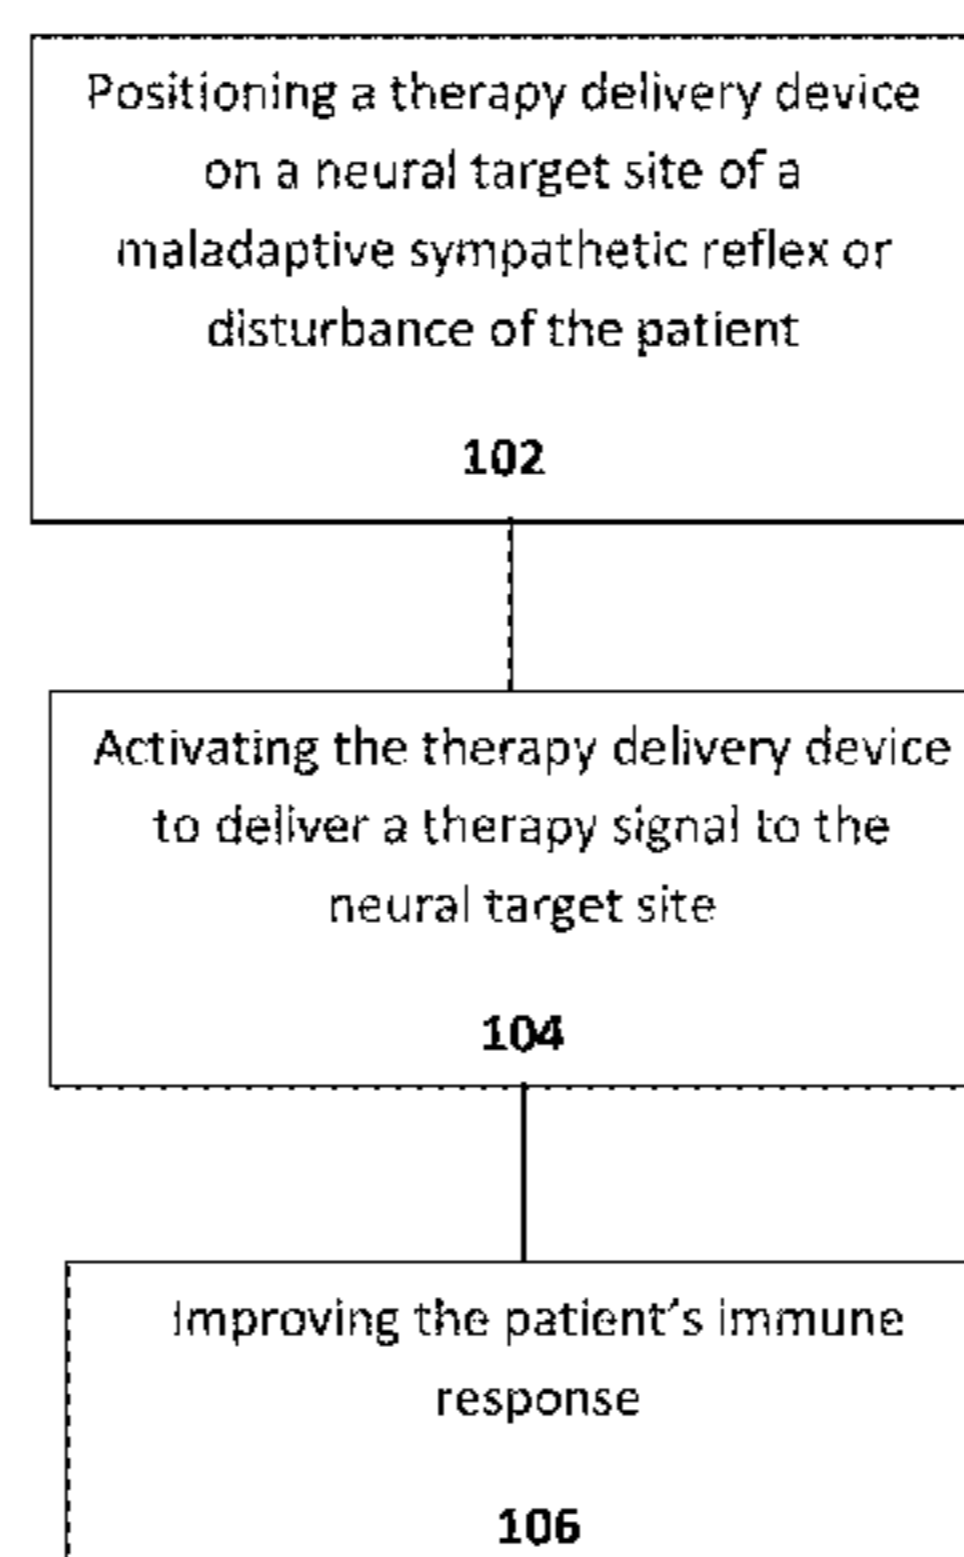 Positioning a therapy delivery device
on a neural target site of a
maladaptive sympathetic reflex or
disturbance of the patient
102
Activating the therapy delivery device
to deliver a therapy signal to the
neural target site
104
Improving the patient's immune
response
106